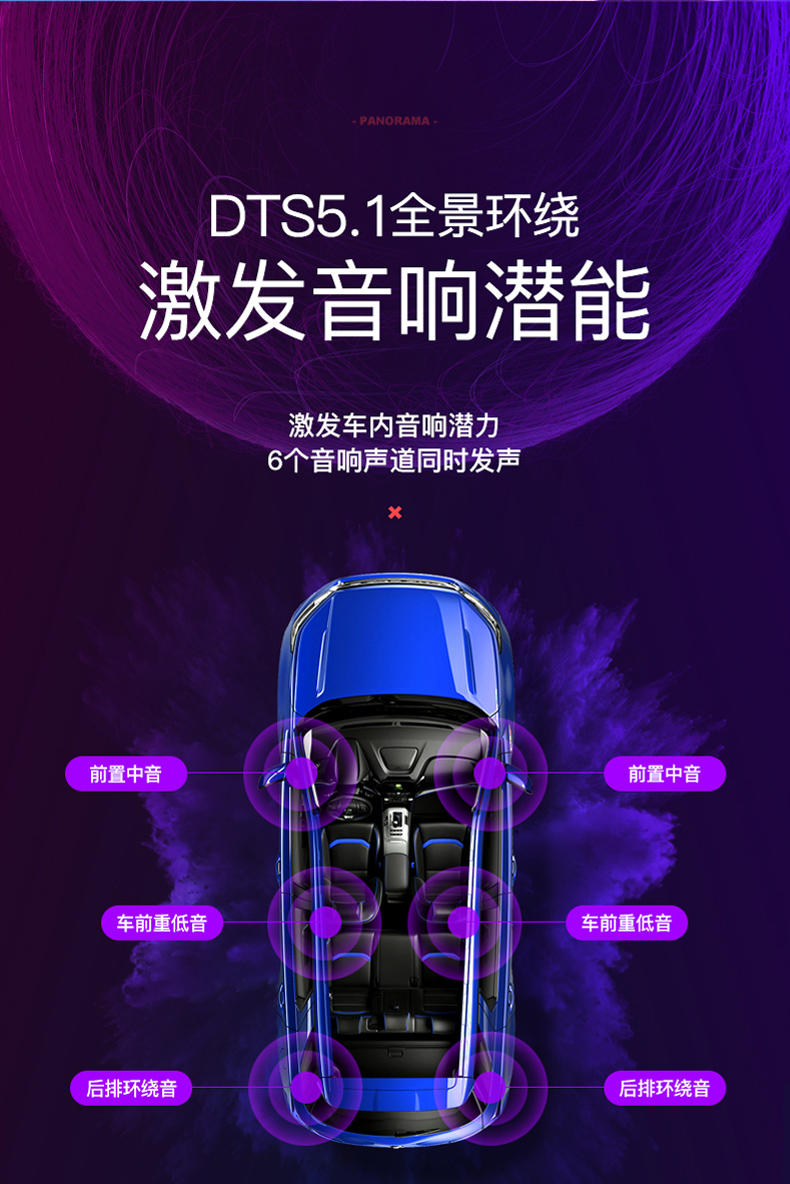 - PANORAMA -
DTS5.1全景环绕
激发音响潜能
激发车内音响潜力
6个音响声道同时发声
前置中音
前置中音
车前重低音
车前重低音
后排环绕音
后排环绕音